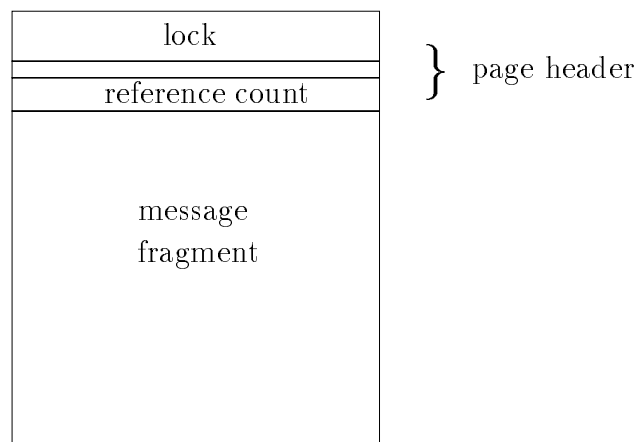 lock
} page header
reference count
message
fragment